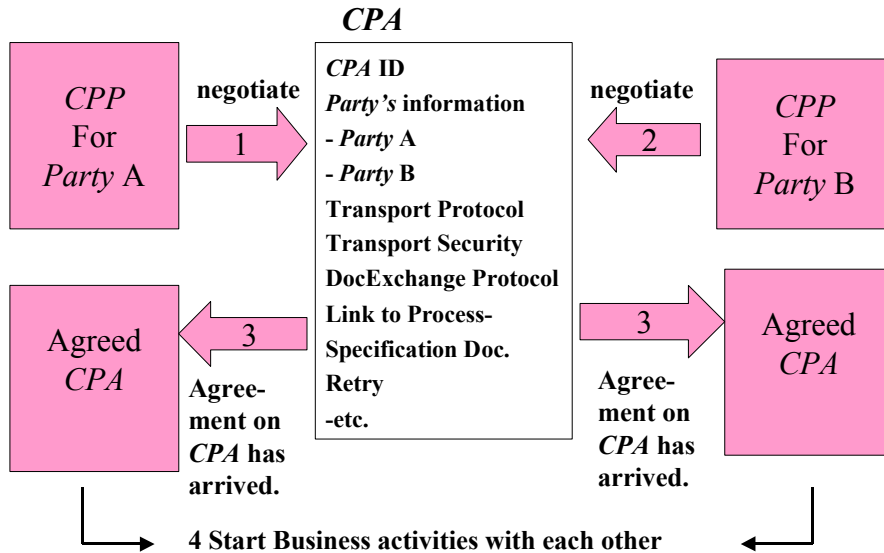 CPA
CPP
For
Party A
negotiate
1
CPA ID
Party’s information
- Party A
- Party B
Transport Protocol
Transport Security
DocExchange Protocol
Link to Process-
Specification Doc.
Retry
-etc.
negotiate
2
CPP
For
Party B
Agreed
CPA
3
Agree-
ment on
CPA has
arrived.
3
Agree-
ment on
CPA has
arrived.
Agreed
CPA
4 Start Business activities with each other